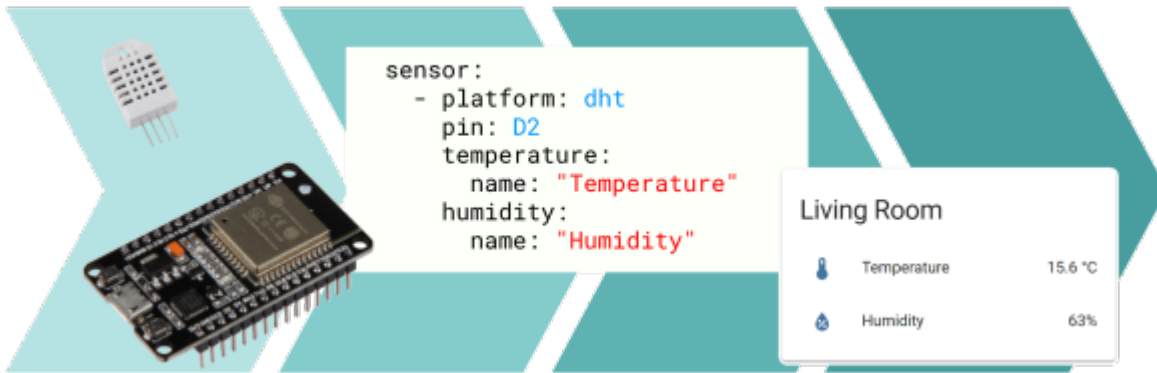 sensor:
  - platform: dht
    pin: D2
    temperature:
      name: "Temperature"
    humidity:
      name: "Humidity"
Living Room
Temperature 15.6 °C
Humidity 63%